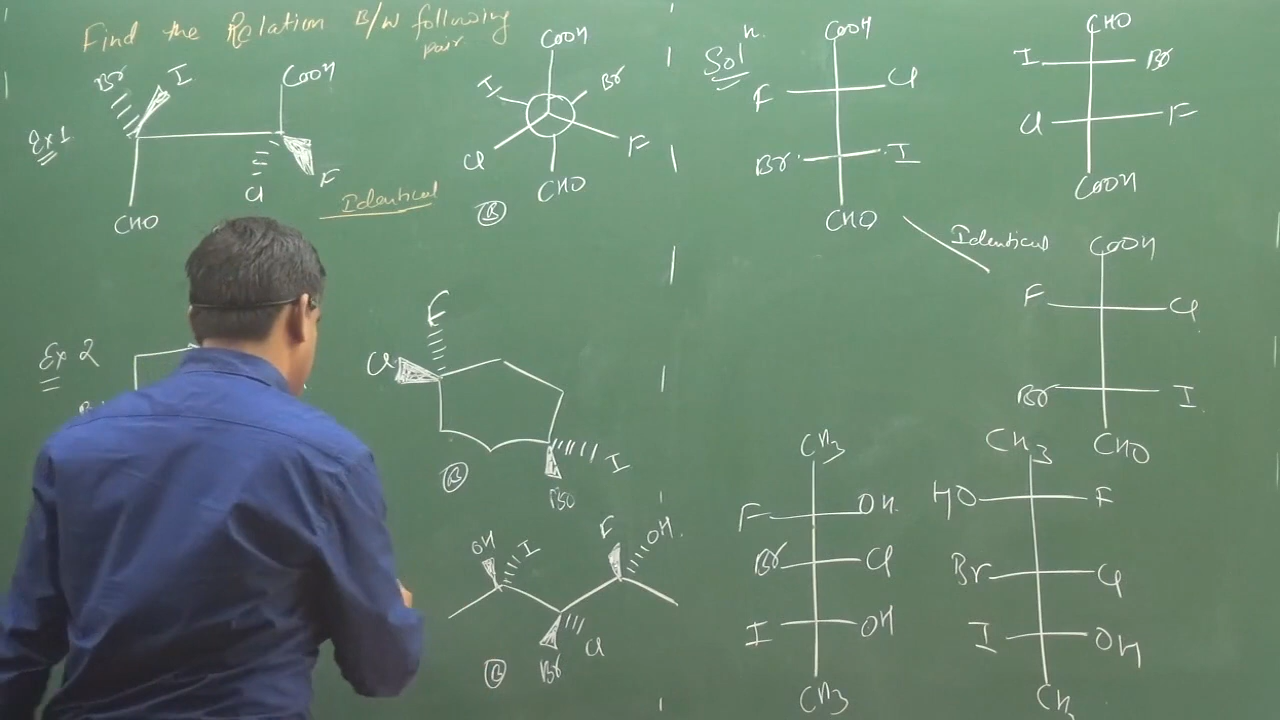 Find the Relation B/W following
pair.
Ex 1
Br
I
COOH
CHO
Cl
F
Identical
COOH
I
Br
Cl
F
CHO
B
Soln.
COOH
F
Cl
Br
I
CHO
CHO
I
Br
Cl
F
COOH
Identical
COOH
F
Cl
Br
I
CHO
Ex 2
F
Cl
I
Br
B
OH
I
F
OH
Br
Cl
B
CH3
F
OH
Br
Cl
I
OH
CH3
CH3
HO
F
Br
Cl
I
OH
CH3